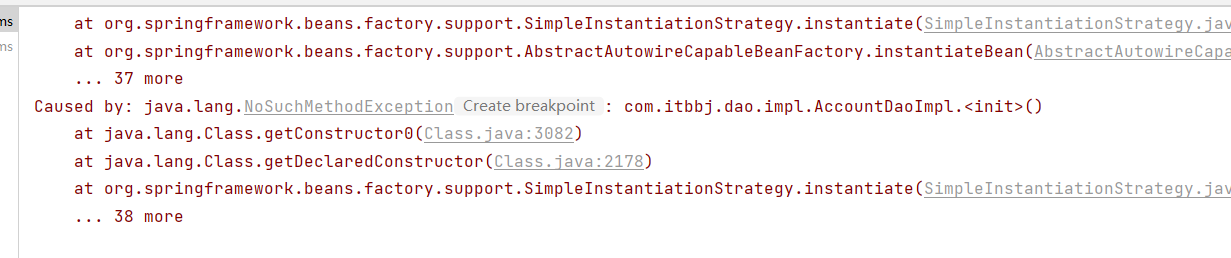 ms
at org.springframework.beans.factory.support.SimpleInstantiationStrategy.instantiate(SimpleInstantiationStrategy.jav
ms
at org.springframework.beans.factory.support.AbstractAutowireCapableBeanFactory.instantiateBean(AbstractAutowireCapa
... 37 more
Caused by: java.lang.NoSuchMethodException Create breakpoint : com.itbbj.dao.impl.AccountDaoImpl.<init>()
at java.lang.Class.getConstructor0(Class.java:3082)
at java.lang.Class.getDeclaredConstructor(Class.java:2178)
at org.springframework.beans.factory.support.SimpleInstantiationStrategy.instantiate(SimpleInstantiationStrategy.jav
... 38 more